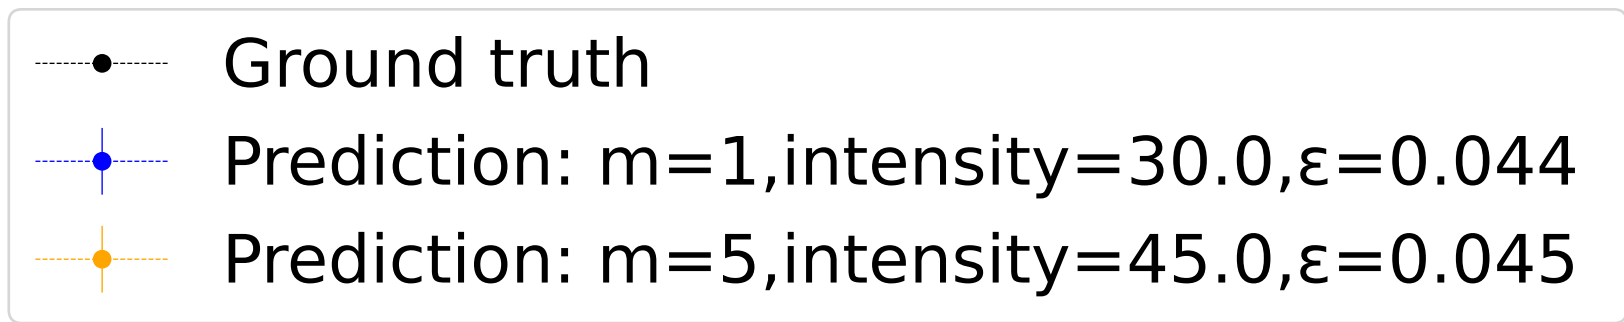 Ground truth
Prediction: m=1,intensity=30.0,ε=0.044
Prediction: m=5,intensity=45.0,ε=0.045